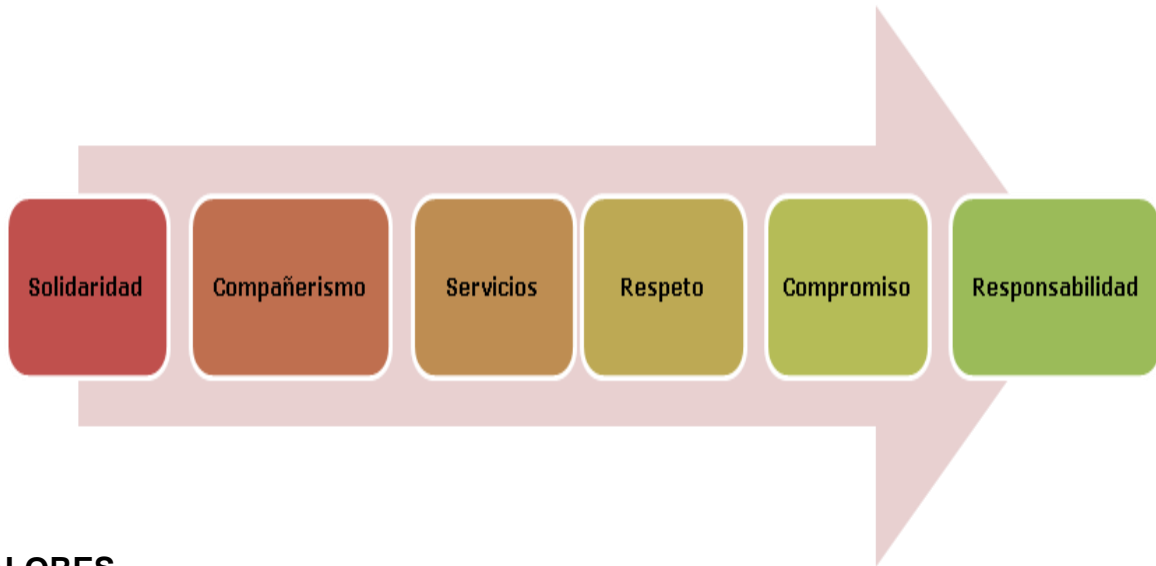 Solidaridad
Compañerismo
Servicios
Respeto
Compromiso
Responsabilidad